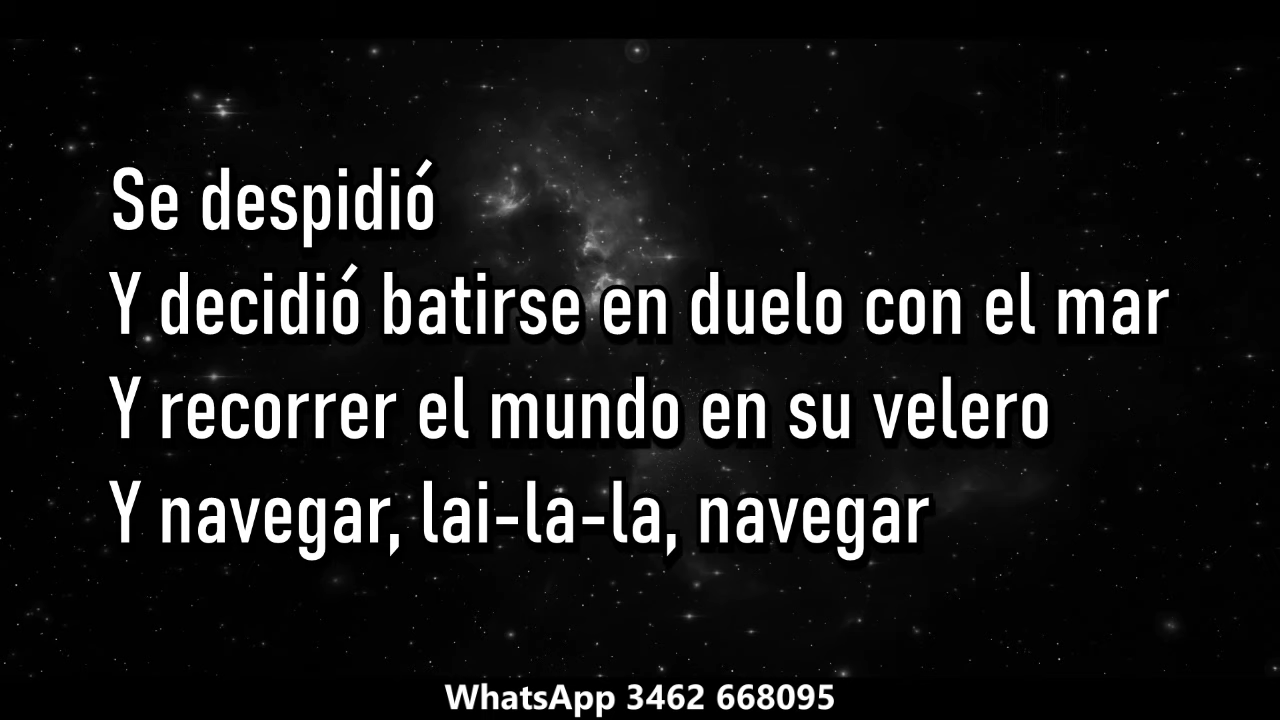 Se despidió
Y decidió batirse en duelo con el mar
Y recorrer el mundo en su velero
Y navegar, lai-la-la, navegar
WhatsApp 3462 668095